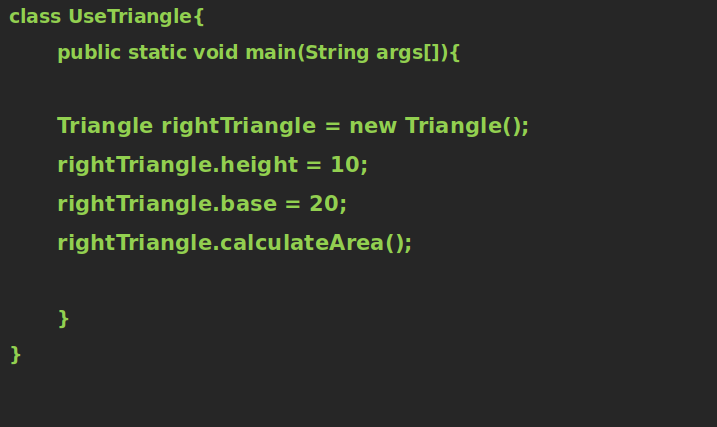 class UseTriangle{
public static void main(String args[]){
Triangle rightTriangle = new Triangle();
rightTriangle.height = 10;
rightTriangle.base = 20;
rightTriangle.calculateArea();
}
}